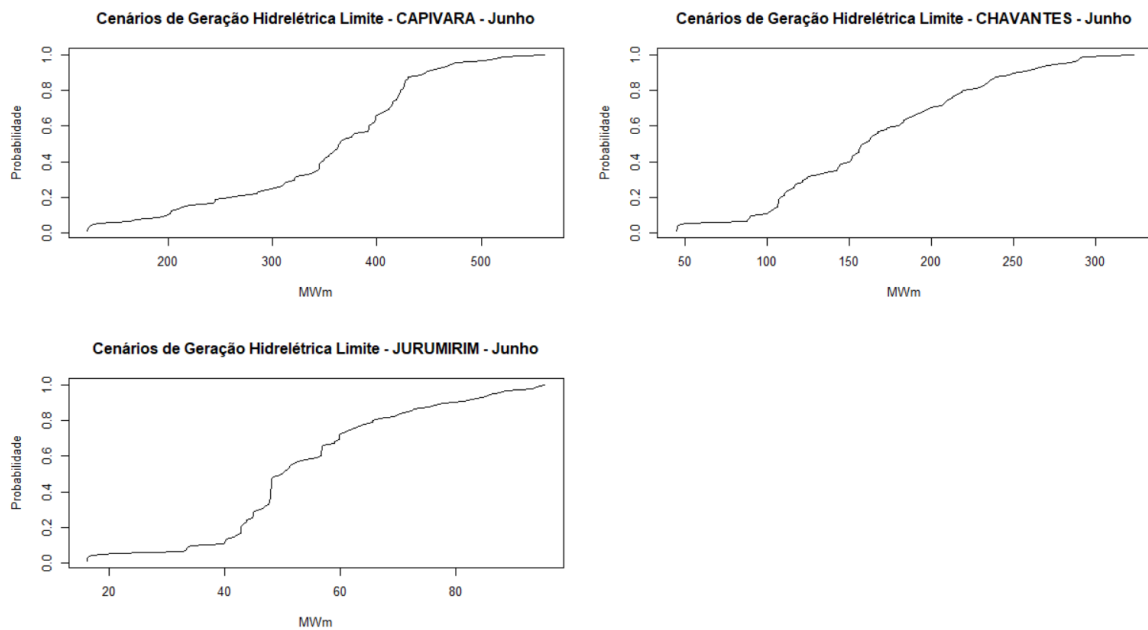 Cenários de Geração Hidrelétrica Limite - CAPIVARA - Junho
Probabilidade
1.0
0.8
0.6
0.4
0.2
0.0
200 300 400 500
MWm
Cenários de Geração Hidrelétrica Limite - CHAVANTES - Junho
Probabilidade
1.0
0.8
0.6
0.4
0.2
0.0
50 100 150 200 250 300
MWm
Cenários de Geração Hidrelétrica Limite - JURUMIRIM - Junho
Probabilidade
1.0
0.8
0.6
0.4
0.2
0.0
20 40 60 80
MWm